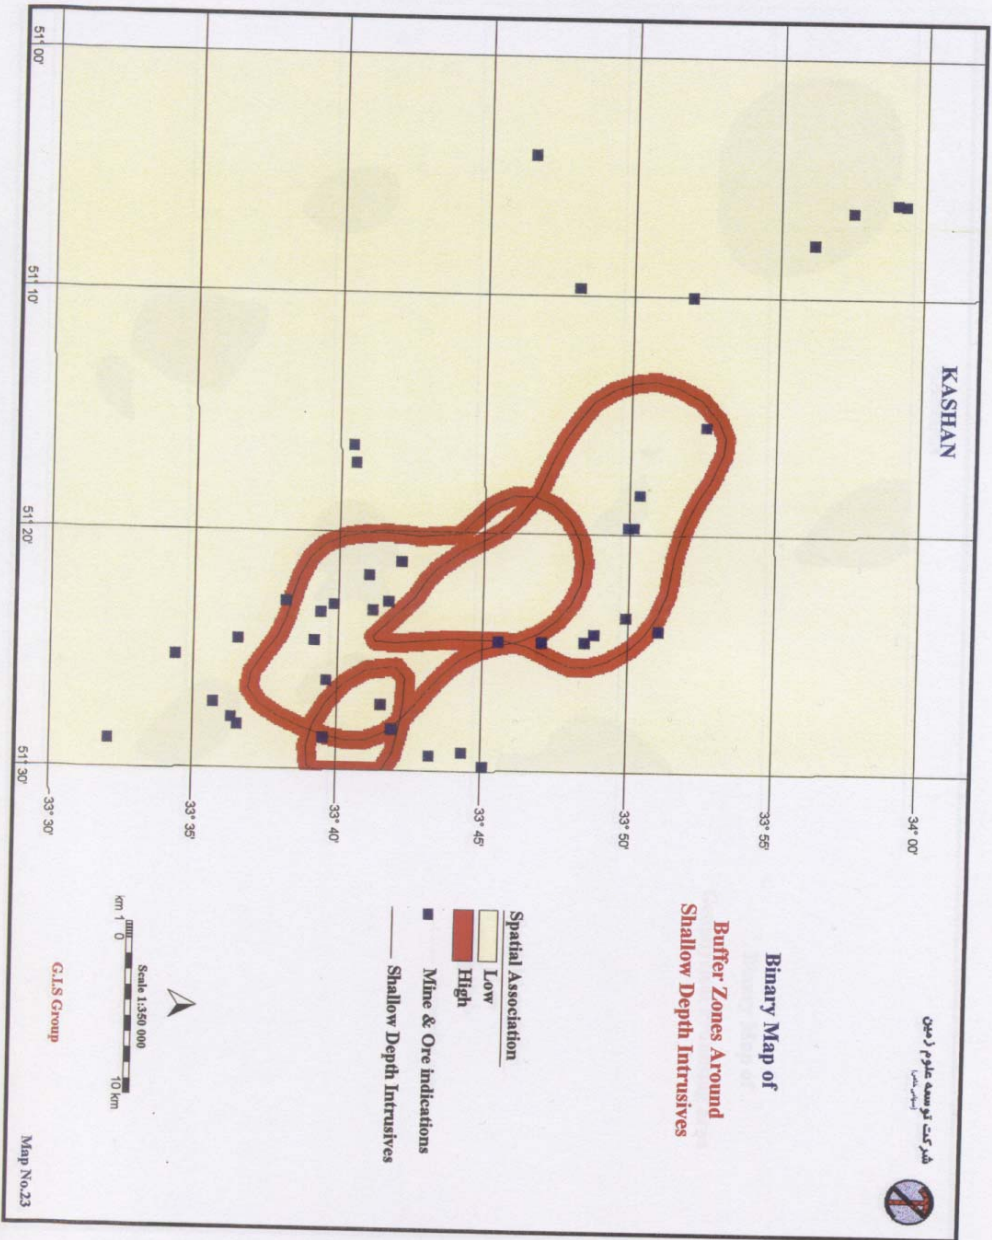 KASHAN
51° 00'
51° 10'
51° 20'
51° 30'
34° 00'
33° 55'
33° 50'
33° 45'
33° 40'
33° 35'
33° 30'
شرکت توسعه علوم زمین
(سهامی خاص)
Binary Map of
Buffer Zones Around
Shallow Depth Intrusives
Spatial Association
Low
High
Mine & Ore indications
Shallow Depth Intrusives
Scale 1:350 000
km 1 0 10 km
G.I.S Group
Map No.23